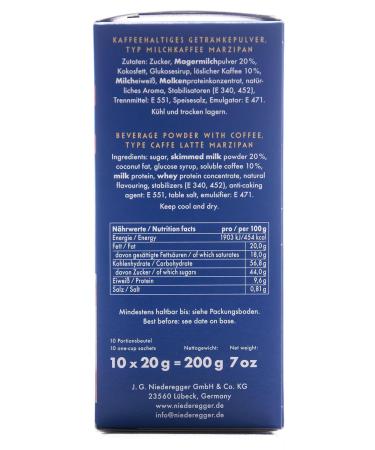 KAFFEEHALTIGES GETRÄNKEPULVER,
TYP MILCHKAFFEE MARZIPAN
Zutaten: Zucker, Magermilchpulver 20%,
Kokosfett, Glukosesirup, löslicher Kaffee 10%,
Milcheiweiß, Molkenproteinkonzentrat, natür-
liches Aroma, Stabilisatoren (E 340, 452),
Trennmittel: E 551, Speisesalz, Emulgator: E 471.
Kühl und trocken lagern.
BEVERAGE POWDER WITH COFFEE,
TYPE CAFFE LATTE MARZIPAN
Ingredients: sugar, skimmed milk powder 20%,
coconut fat, glucose syrup, soluble coffee 10%,
milk protein, whey protein concentrate, natural
flavouring, stabilizers (E 340, 452), anti-caking
agent: E 551, table salt, emulsifier: E 471.
Keep cool and dry.
Nährwerte / Nutrition facts pro / per 100 g
Energie / Energy 1903 kJ/454 kcal
Fett / Fat 20,0g
davon gesättigte Fettsäuren / of which saturates 18,0g
Kohlenhydrate / Carbohydrate 56,8g
davon Zucker / of which sugars 44,0g
Eiweiß / Protein 9,6g
Salz / Salt 0,81g
Mindestens haltbar bis: siehe Packungsboden.
Best before: see date on base.
10 Portionsbeutel Nettogewicht: Net weight:
10 one-cup sachets
10 x 20 g = 200 g 7 oz
J. G. Niederegger GmbH & Co. KG
23560 Lübeck, Germany
www.niederegger.de
info@niederegger.de